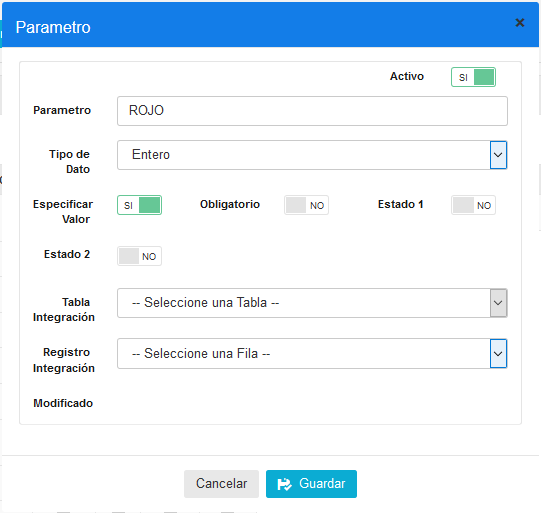 Parametro
×
Activo
SI
Parametro
ROJO
Tipo de
Dato
Entero
Especificar
Valor
SI
Obligatorio
NO
Estado 1
NO
Estado 2
NO
Tabla
Integración
-- Seleccione una Tabla --
Registro
Integración
-- Seleccione una Fila --
Modificado
Cancelar
Guardar